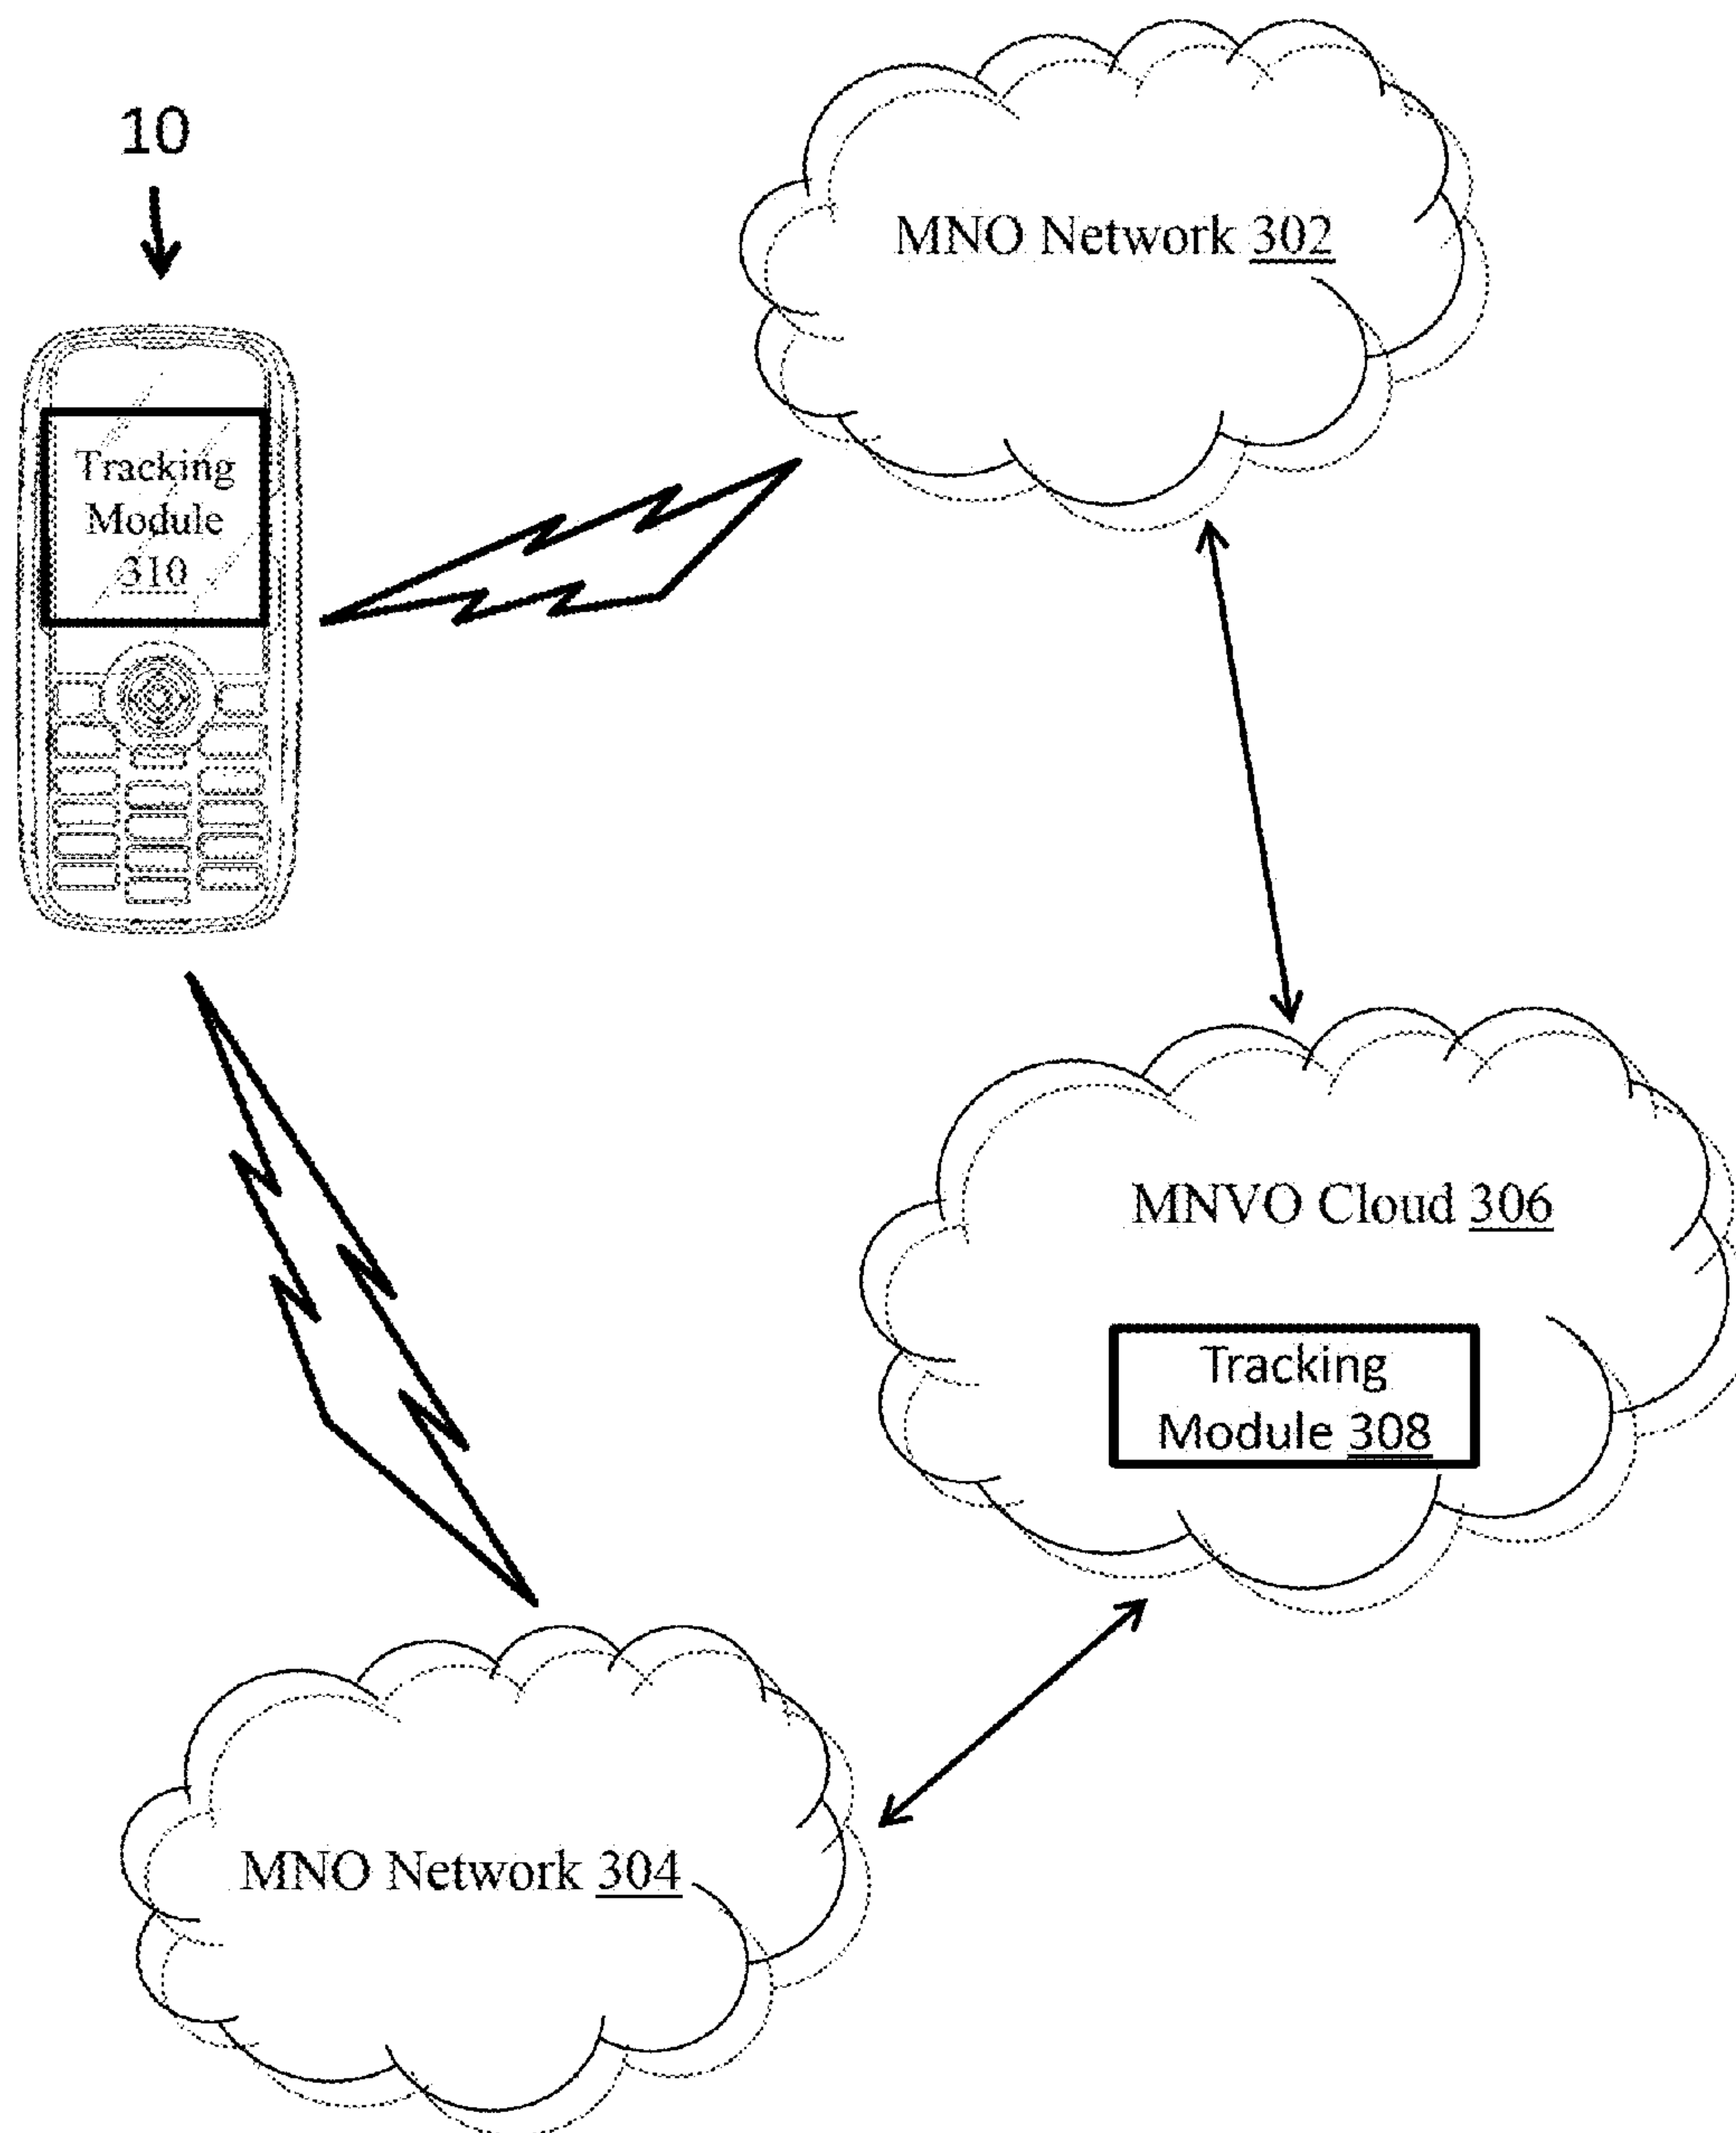 10
MNO Network 302
Tracking
Module
310
MNVO Cloud 306
Tracking
Module 308
MNO Network 304